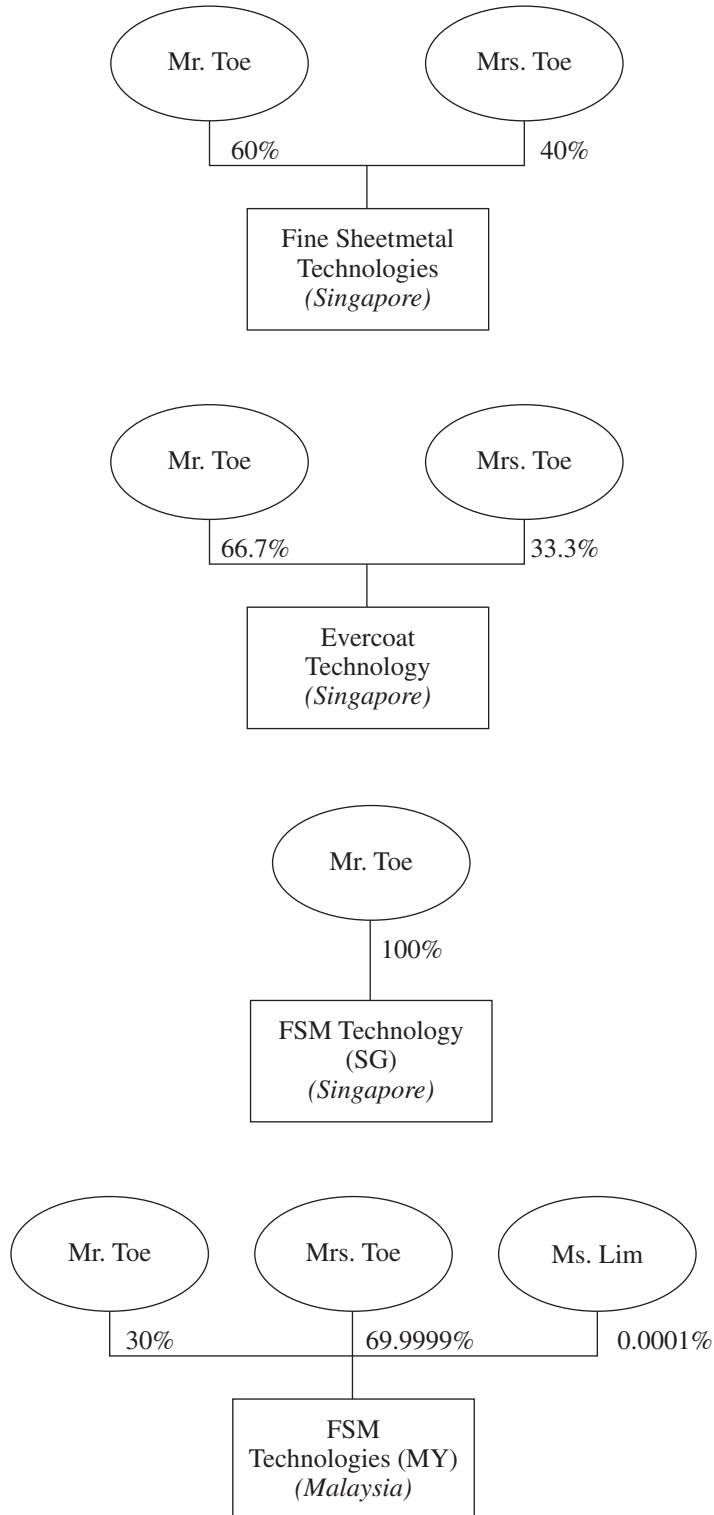 Mr. Toe
Mrs. Toe
60%
40%
Fine Sheetmetal
Technologies
(Singapore)
Mr. Toe
Mrs. Toe
66.7%
33.3%
Evercoat
Technology
(Singapore)
Mr. Toe
100%
FSM Technology
(SG)
(Singapore)
Mr. Toe
Mrs. Toe
Ms. Lim
30%
69.9999%
0.0001%
FSM
Technologies (MY)
(Malaysia)